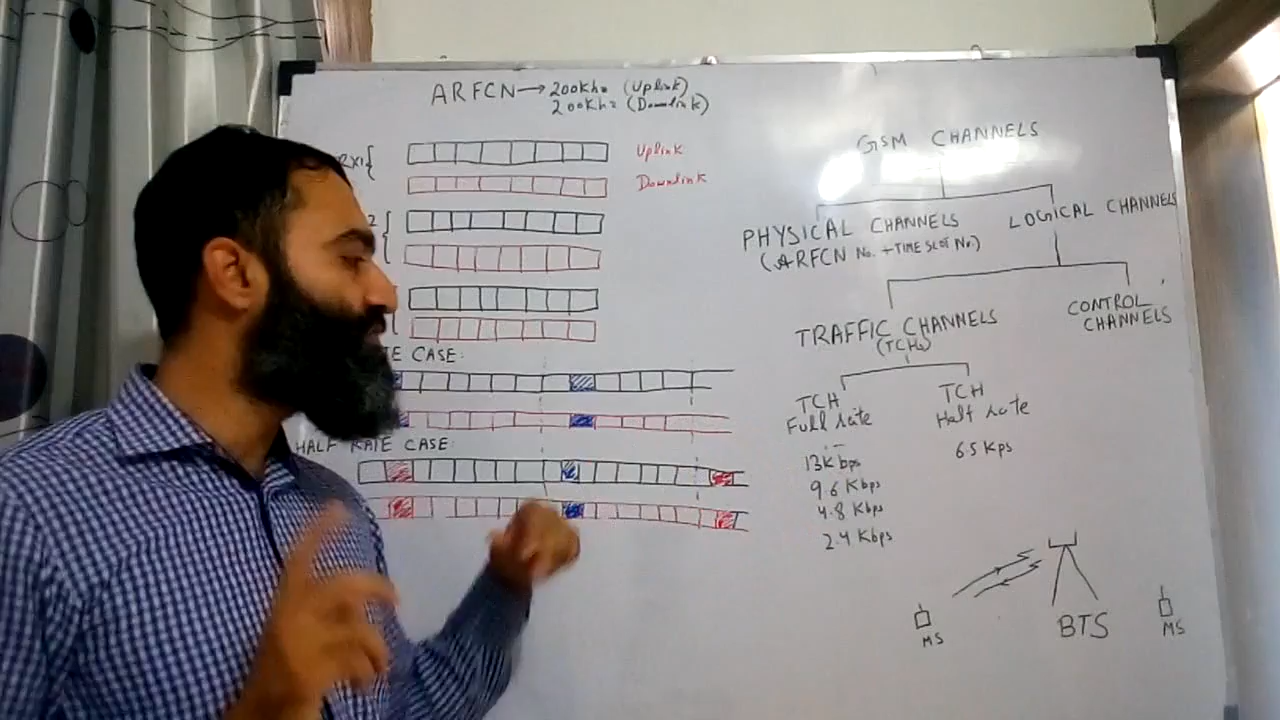 ARFCN → 200Khz (Uplink)
200Khz (Downlink)
RX1{
Uplink
Downlink
2
E CASE:
HALF RATE CASE:
GSM CHANNELS
PHYSICAL CHANNELS
(ARFCN No. + TIME SLOT No.)
LOGICAL CHANNELS
TRAFFIC CHANNELS
(TCHs)
CONTROL
CHANNELS
TCH
Full rate
13Kbps
9.6 Kbps
4.8 Kbps
2.4 Kbps
TCH
Half rate
6.5 Kps
MS
BTS
MS